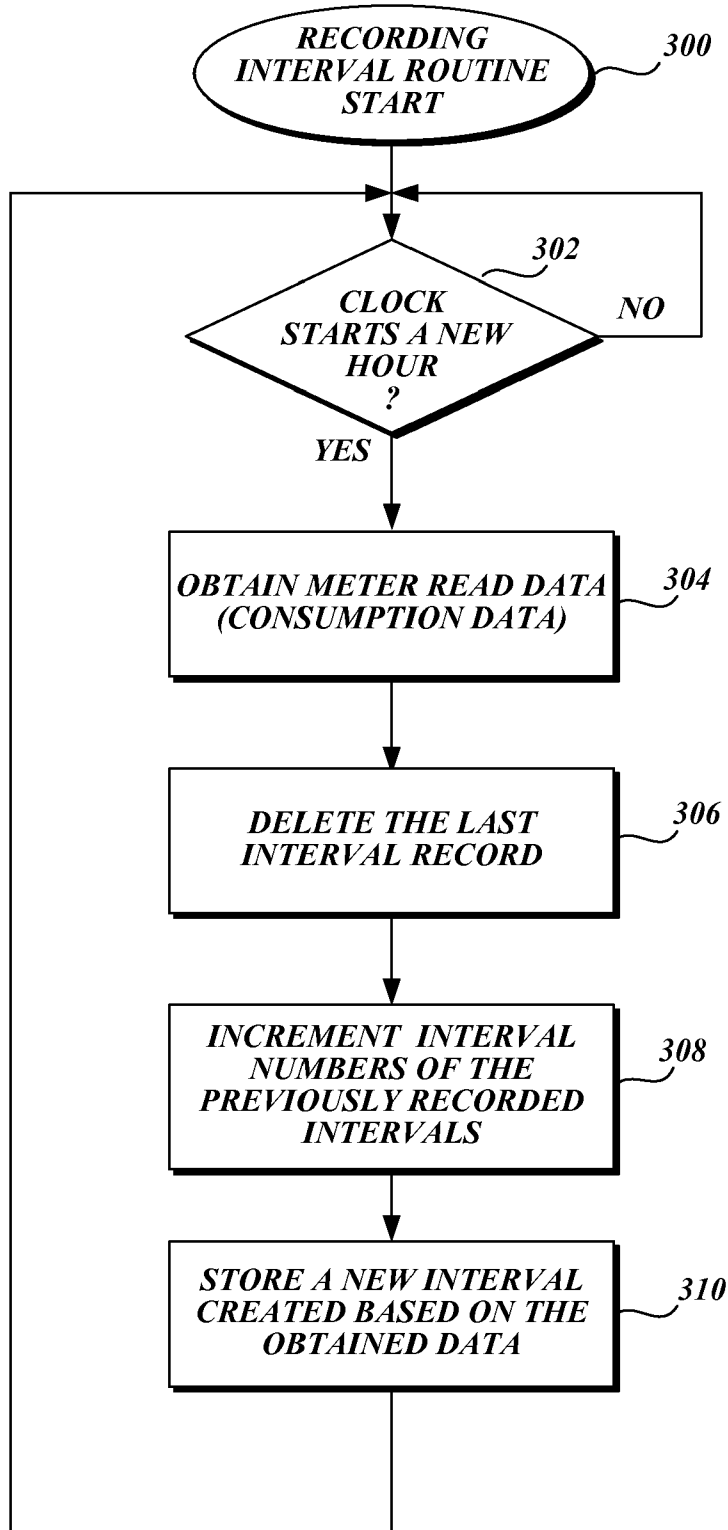 RECORDING
INTERVAL ROUTINE
START
300
302
CLOCK
STARTS A NEW
HOUR
?
NO
YES
OBTAIN METER READ DATA
(CONSUMPTION DATA)
304
DELETE THE LAST
INTERVAL RECORD
306
INCREMENT INTERVAL
NUMBERS OF THE
PREVIOUSLY RECORDED
INTERVALS
308
STORE A NEW INTERVAL
CREATED BASED ON THE
OBTAINED DATA
310